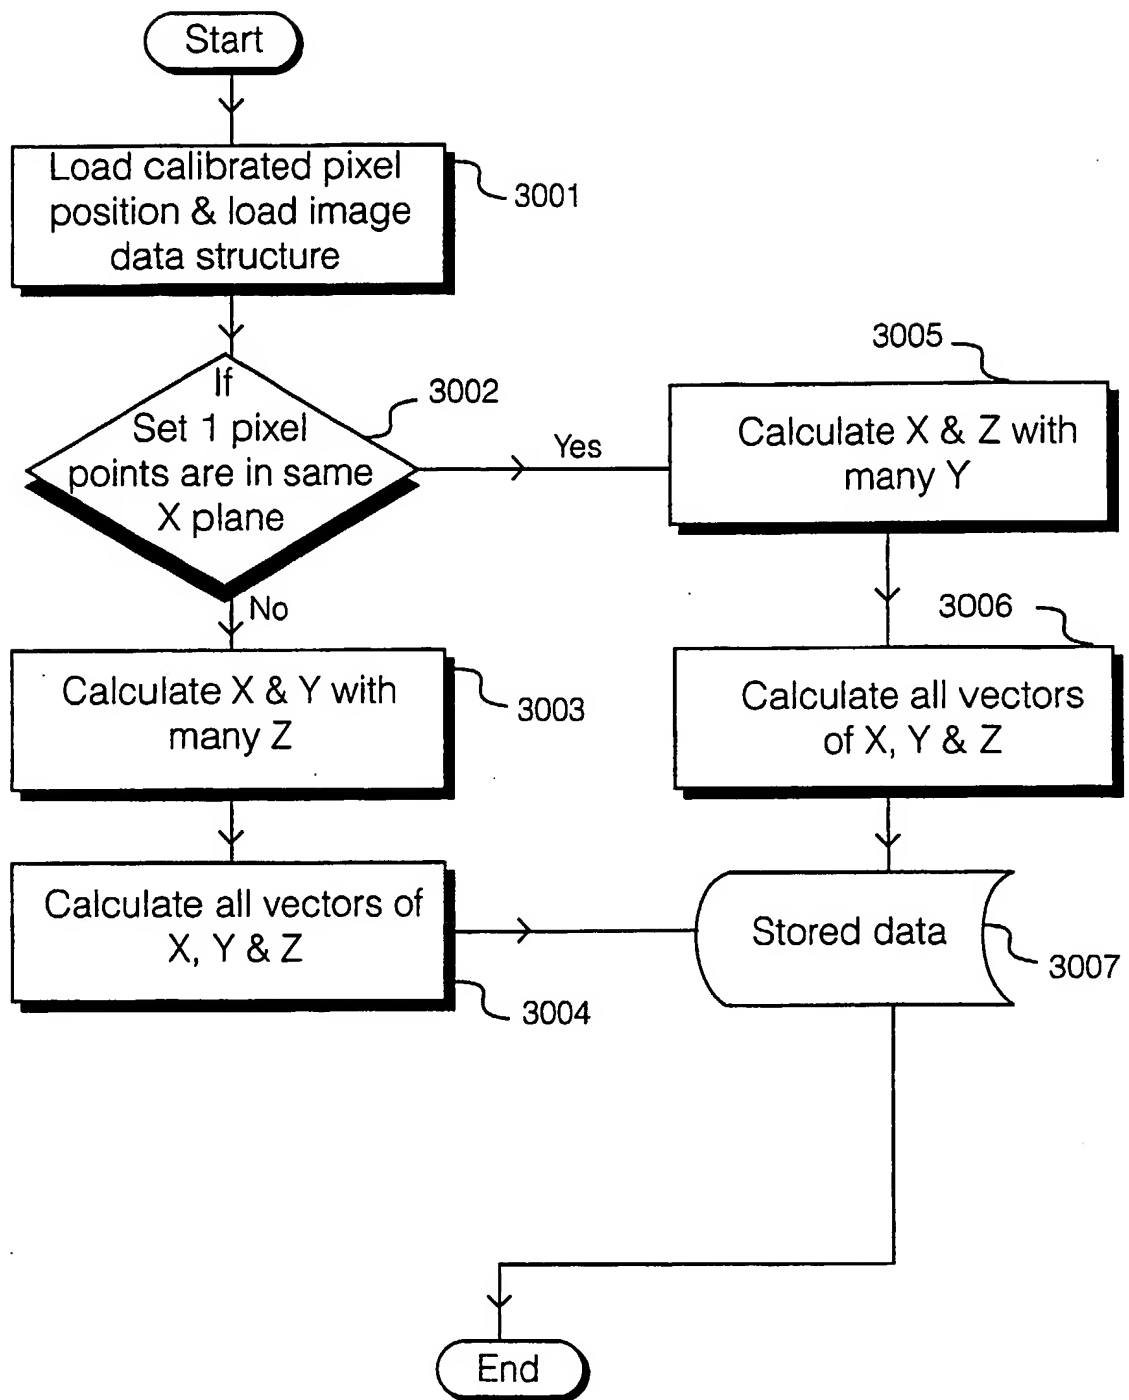 Start
Load calibrated pixel
position & load image
data structure
3001
If
Set 1 pixel
points are in same
X plane
3002
Yes
No
3005
Calculate X & Z with
many Y
3006
Calculate all vectors
of X, Y & Z
Calculate X & Y with
many Z
3003
Calculate all vectors of
X, Y & Z
3004
Stored data
3007
End